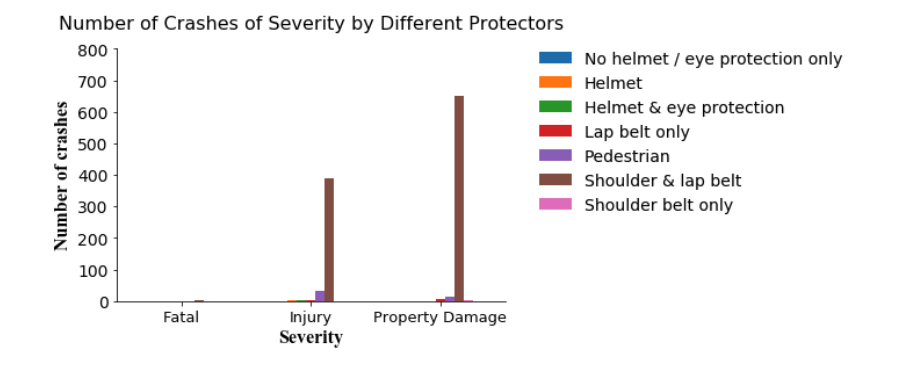 Number of Crashes of Severity by Different Protectors
800
700
600
500
400
300
200
100
0
Number of crashes
Fatal
Injury
Property Damage
Severity
No helmet / eye protection only
Helmet
Helmet & eye protection
Lap belt only
Pedestrian
Shoulder & lap belt
Shoulder belt only